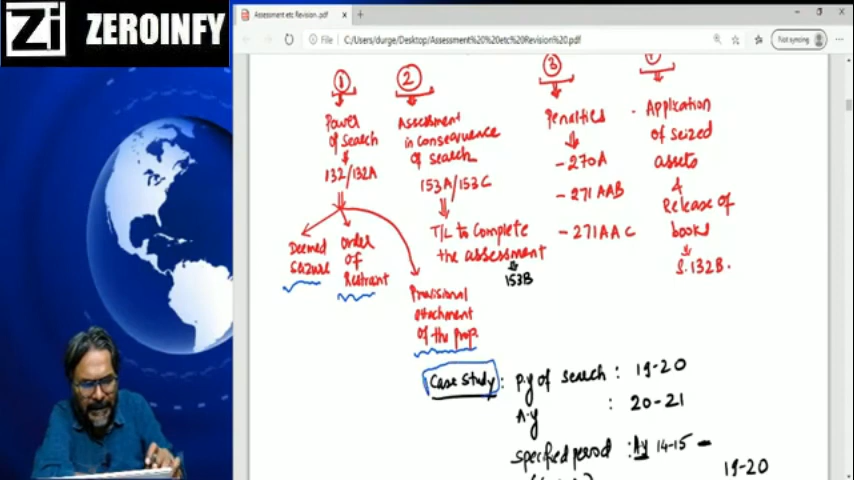 Zi ZEROINFY
Assessment etc Revision .pdf
File C:/Users/durge/Desktop/Assessment%20%20etc%20Revision%20.pdf
Not syncing
1
Power
of search
132/132A
Deemed
seizure
Order
of
Restraint
Provisional
attachment
of the prop.
2
Assessment
in consequence
of search
153A/153C
T/L to complete
the assessment
153B
3
Penalties
-270A
-271AAB
-271AAC
Application
of seized
assets
&
Release of
books
S.132B.
Case Study : P.Y of search : 19-20
A.Y : 20-21
specified period : AY 14-15 -
19-20